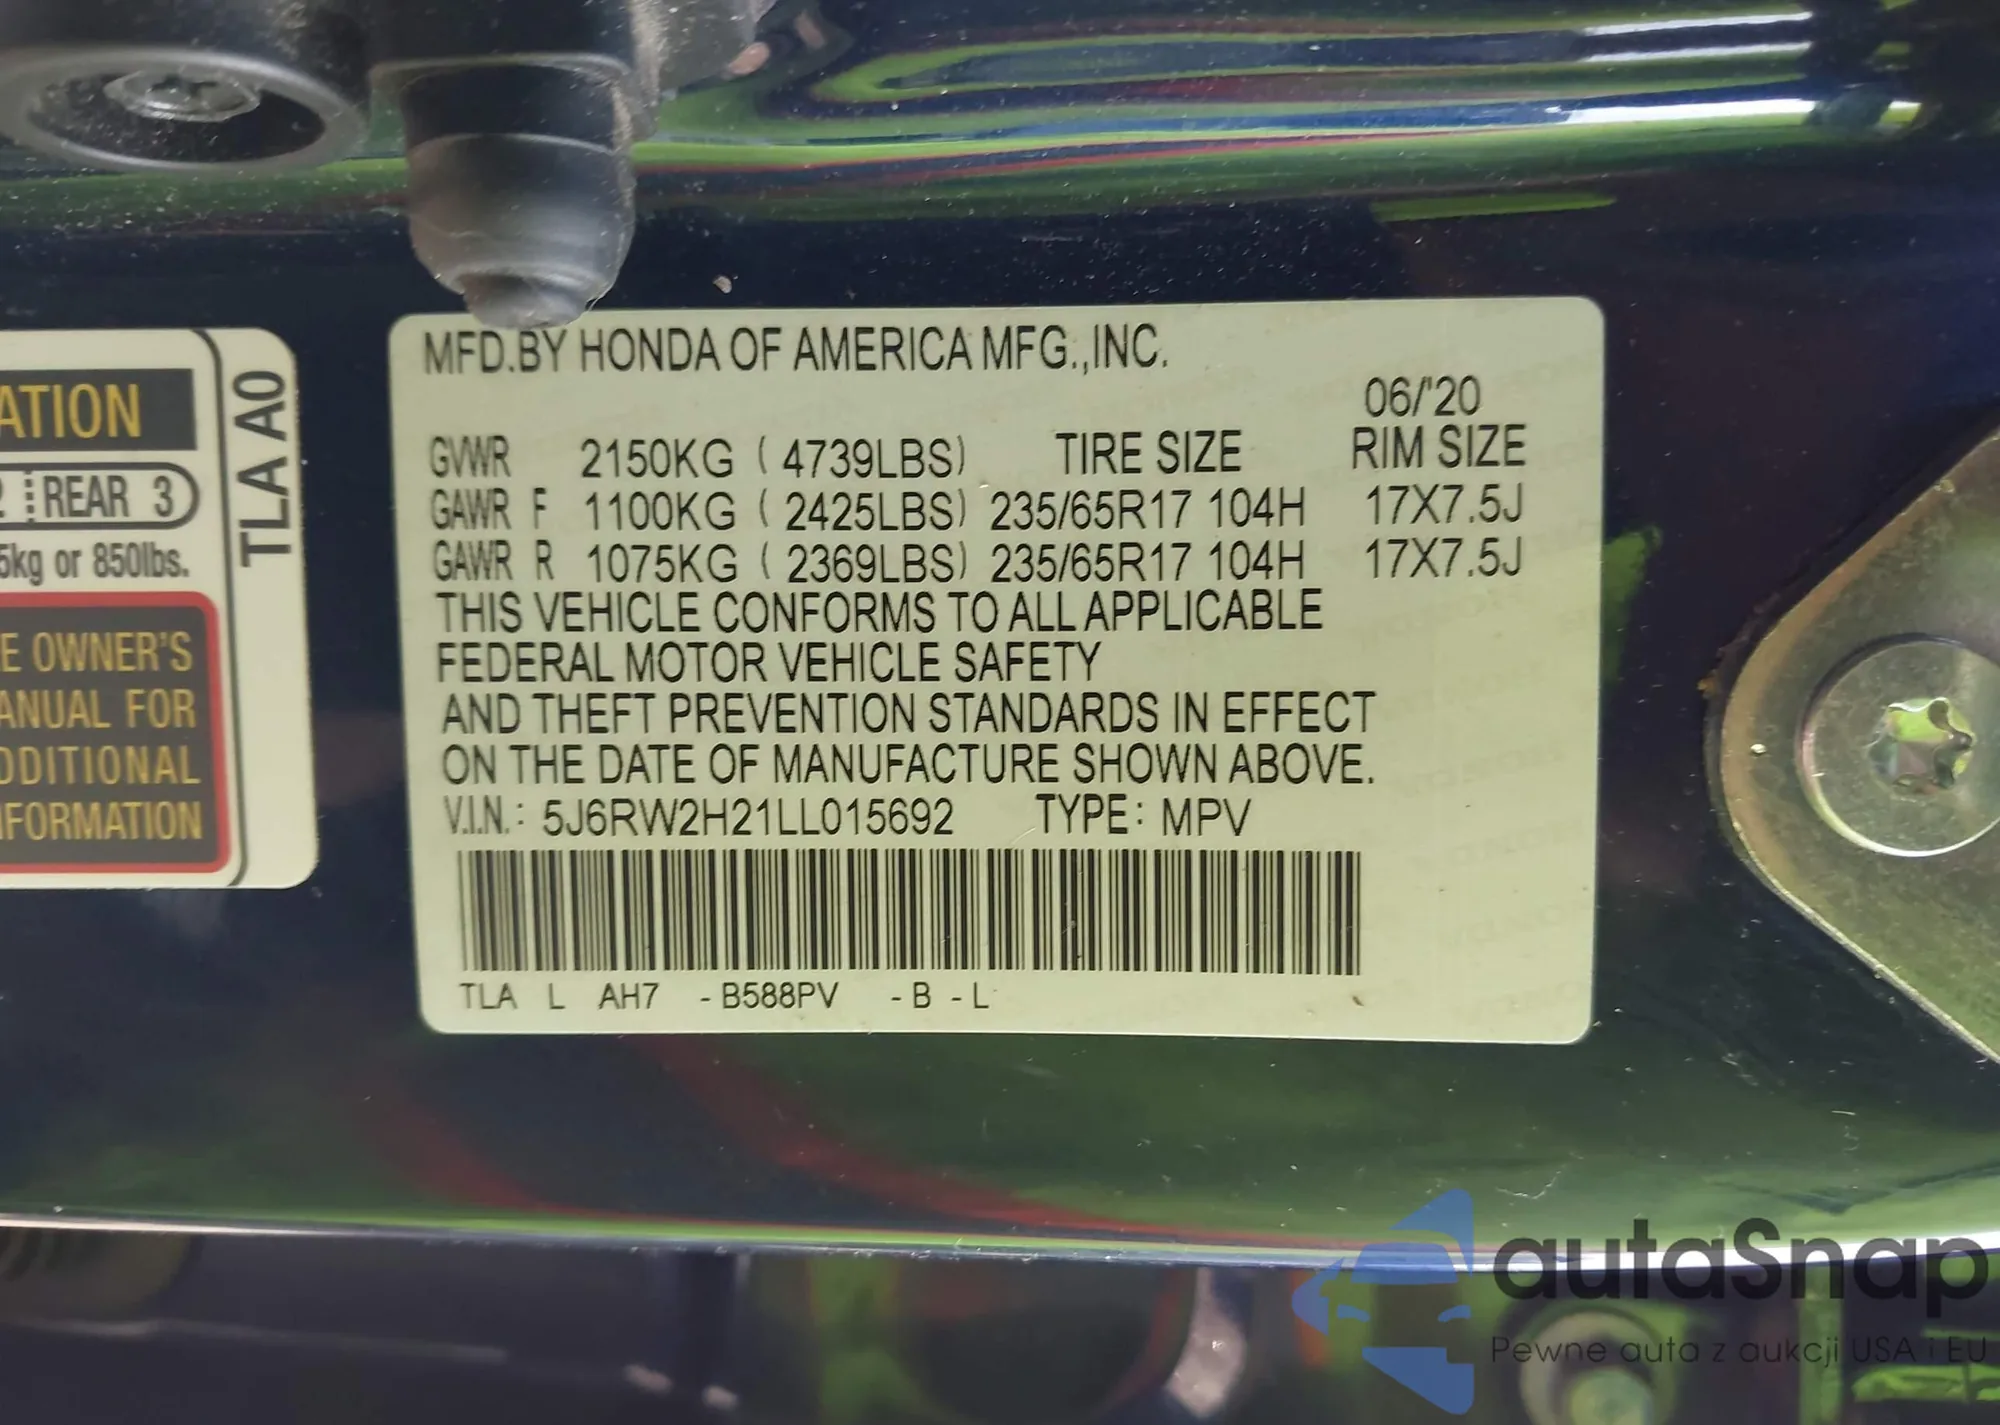 MFD.BY HONDA OF AMERICA MFG.,INC.
06/'20
GVWR 2150KG ( 4739LBS) TIRE SIZE RIM SIZE
GAWR F 1100KG ( 2425LBS) 235/65R17 104H 17X7.5J
GAWR R 1075KG ( 2369LBS) 235/65R17 104H 17X7.5J
THIS VEHICLE CONFORMS TO ALL APPLICABLE
FEDERAL MOTOR VEHICLE SAFETY
AND THEFT PREVENTION STANDARDS IN EFFECT
ON THE DATE OF MANUFACTURE SHOWN ABOVE.
V.I.N.: 5J6RW2H21LL015692 TYPE: MPV
TLA L AH7 -B588PV -B -L
ATION
REAR 3
5kg or 850lbs.
E OWNER'S
ANUAL FOR
DDITIONAL
FORMATION
TLA A0
autaSnap
Pewne auta z aukcji USA i EU